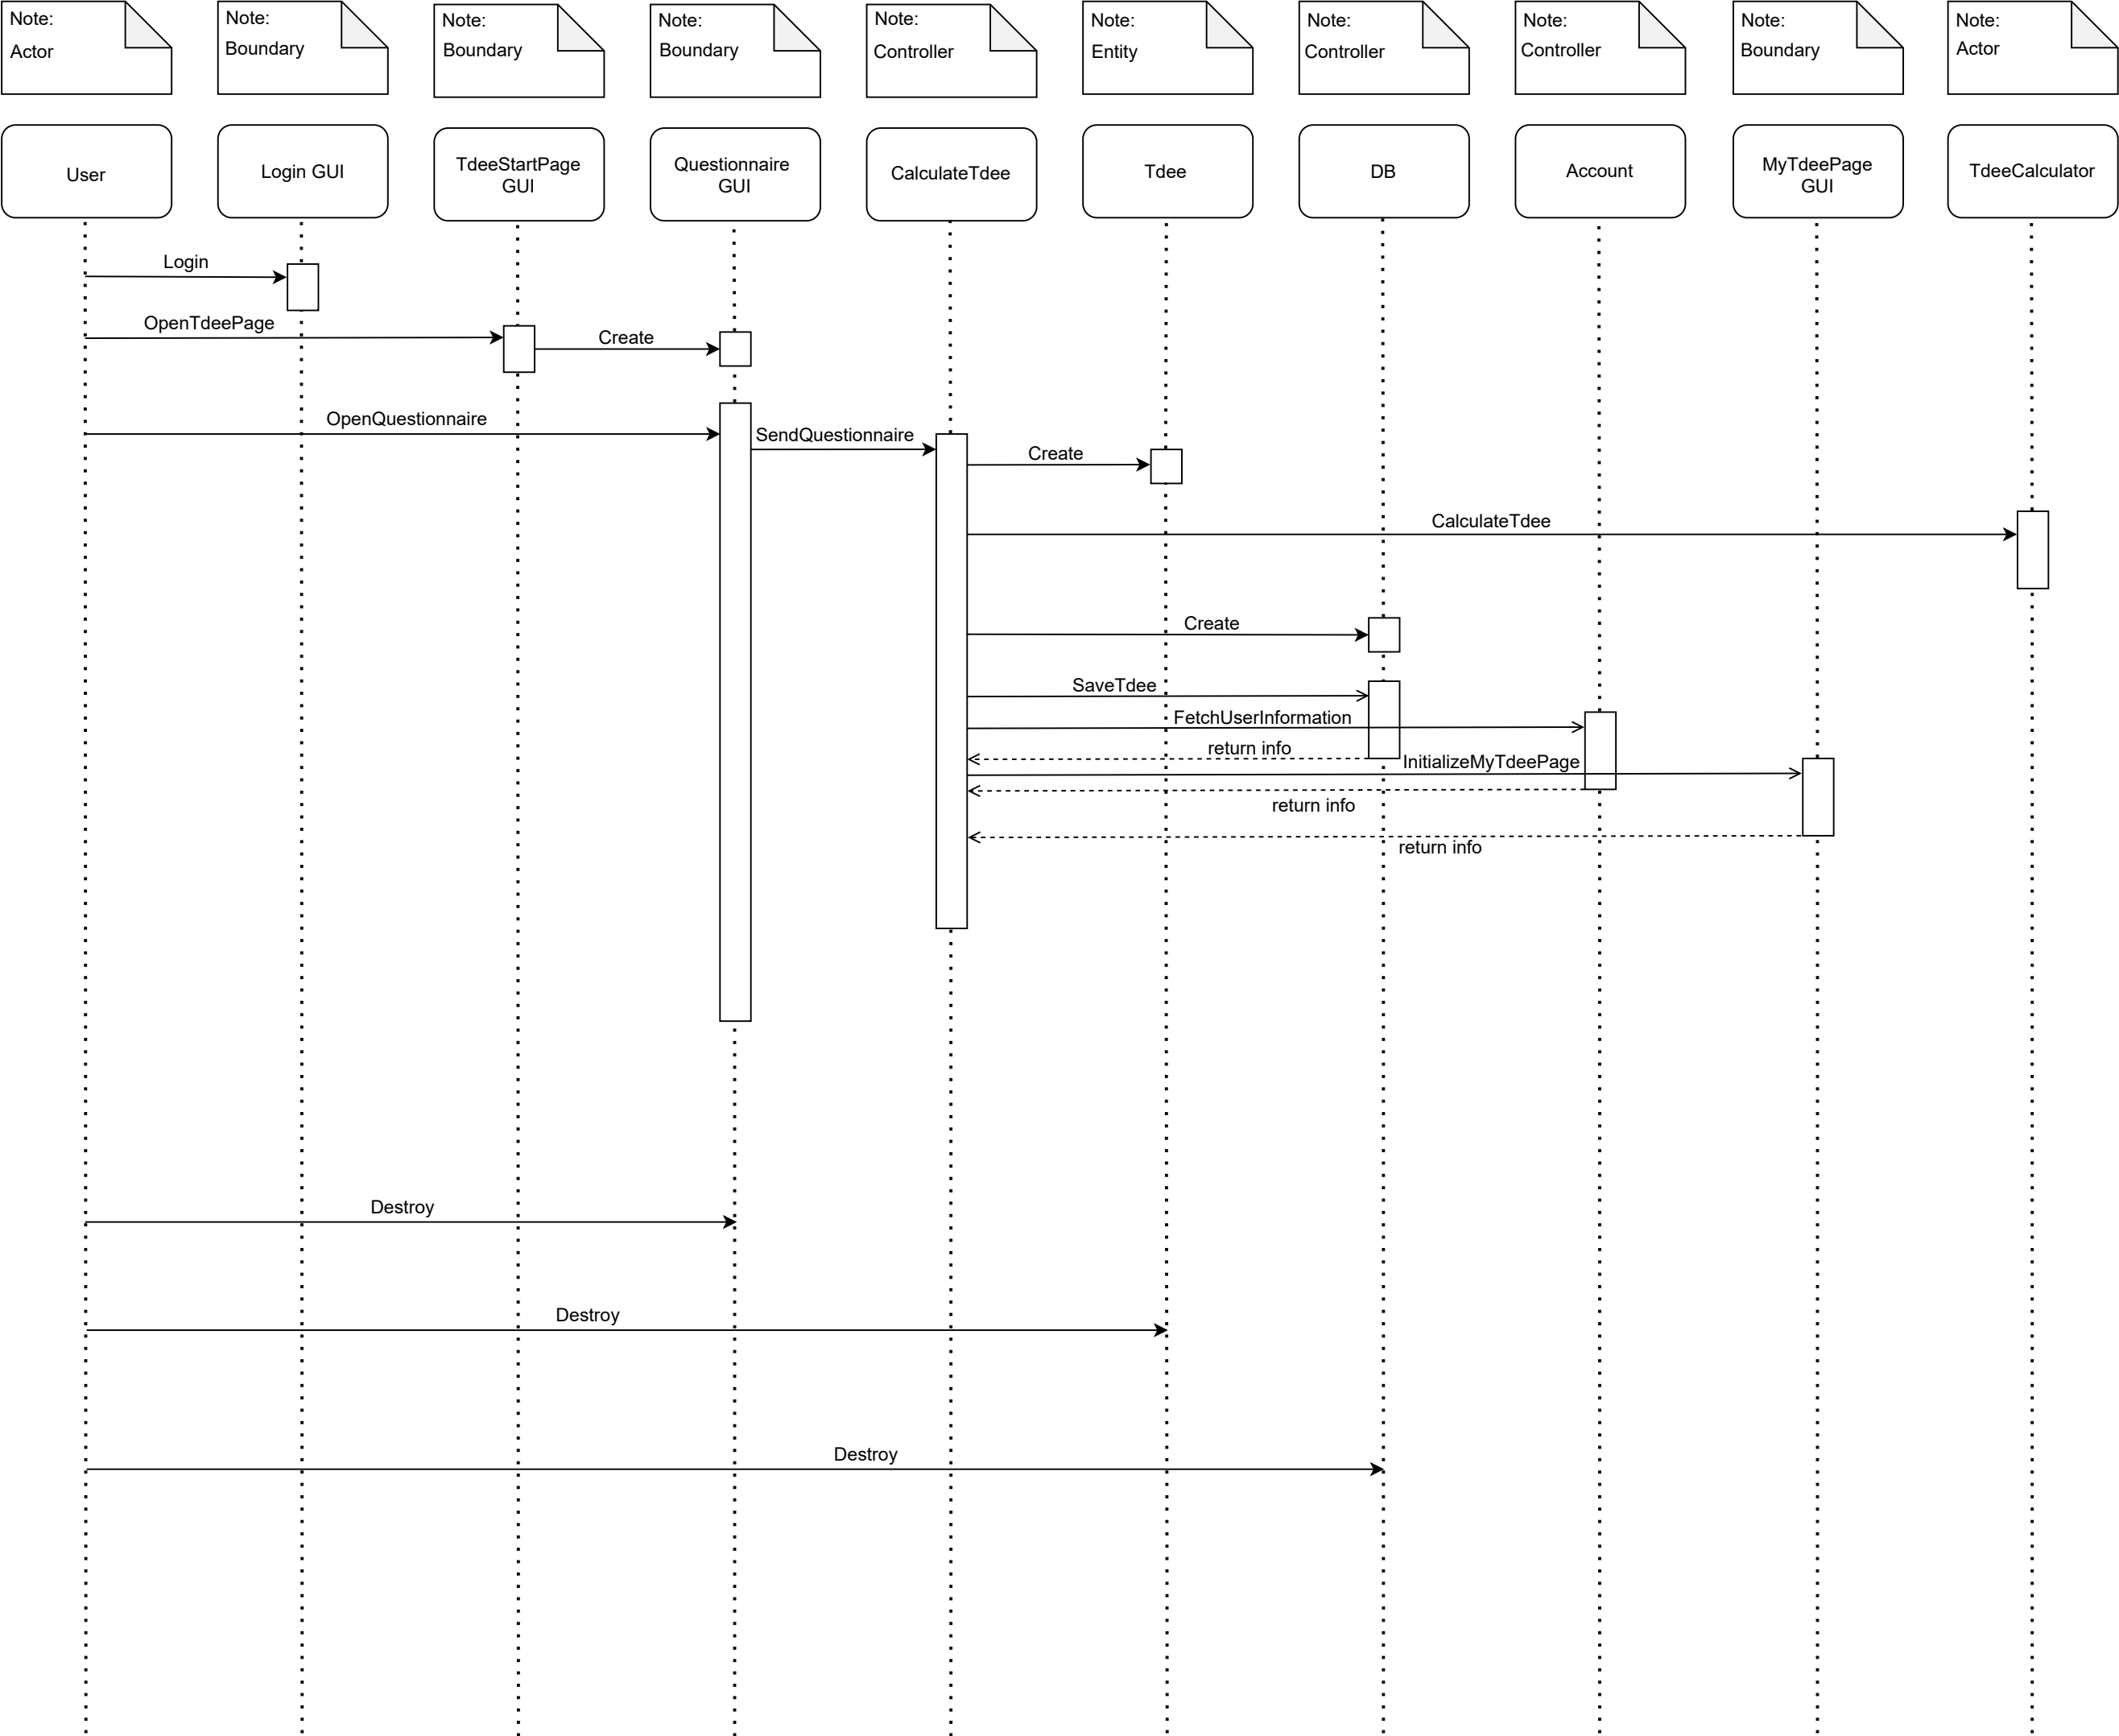 Note:
Actor
Note:
Boundary
Note:
Boundary
Note:
Boundary
Note:
Controller
Note:
Entity
Note:
Controller
Note:
Controller
Note:
Boundary
Note:
Actor
User
Login GUI
TdeeStartPage
GUI
Questionnaire
GUI
CalculateTdee
Tdee
DB
Account
MyTdeePage
GUI
TdeeCalculator
Login
OpenTdeePage
Create
OpenQuestionnaire
SendQuestionnaire
Create
CalculateTdee
Create
SaveTdee
FetchUserInformation
return info
InitializeMyTdeePage
return info
return info
Destroy
Destroy
Destroy